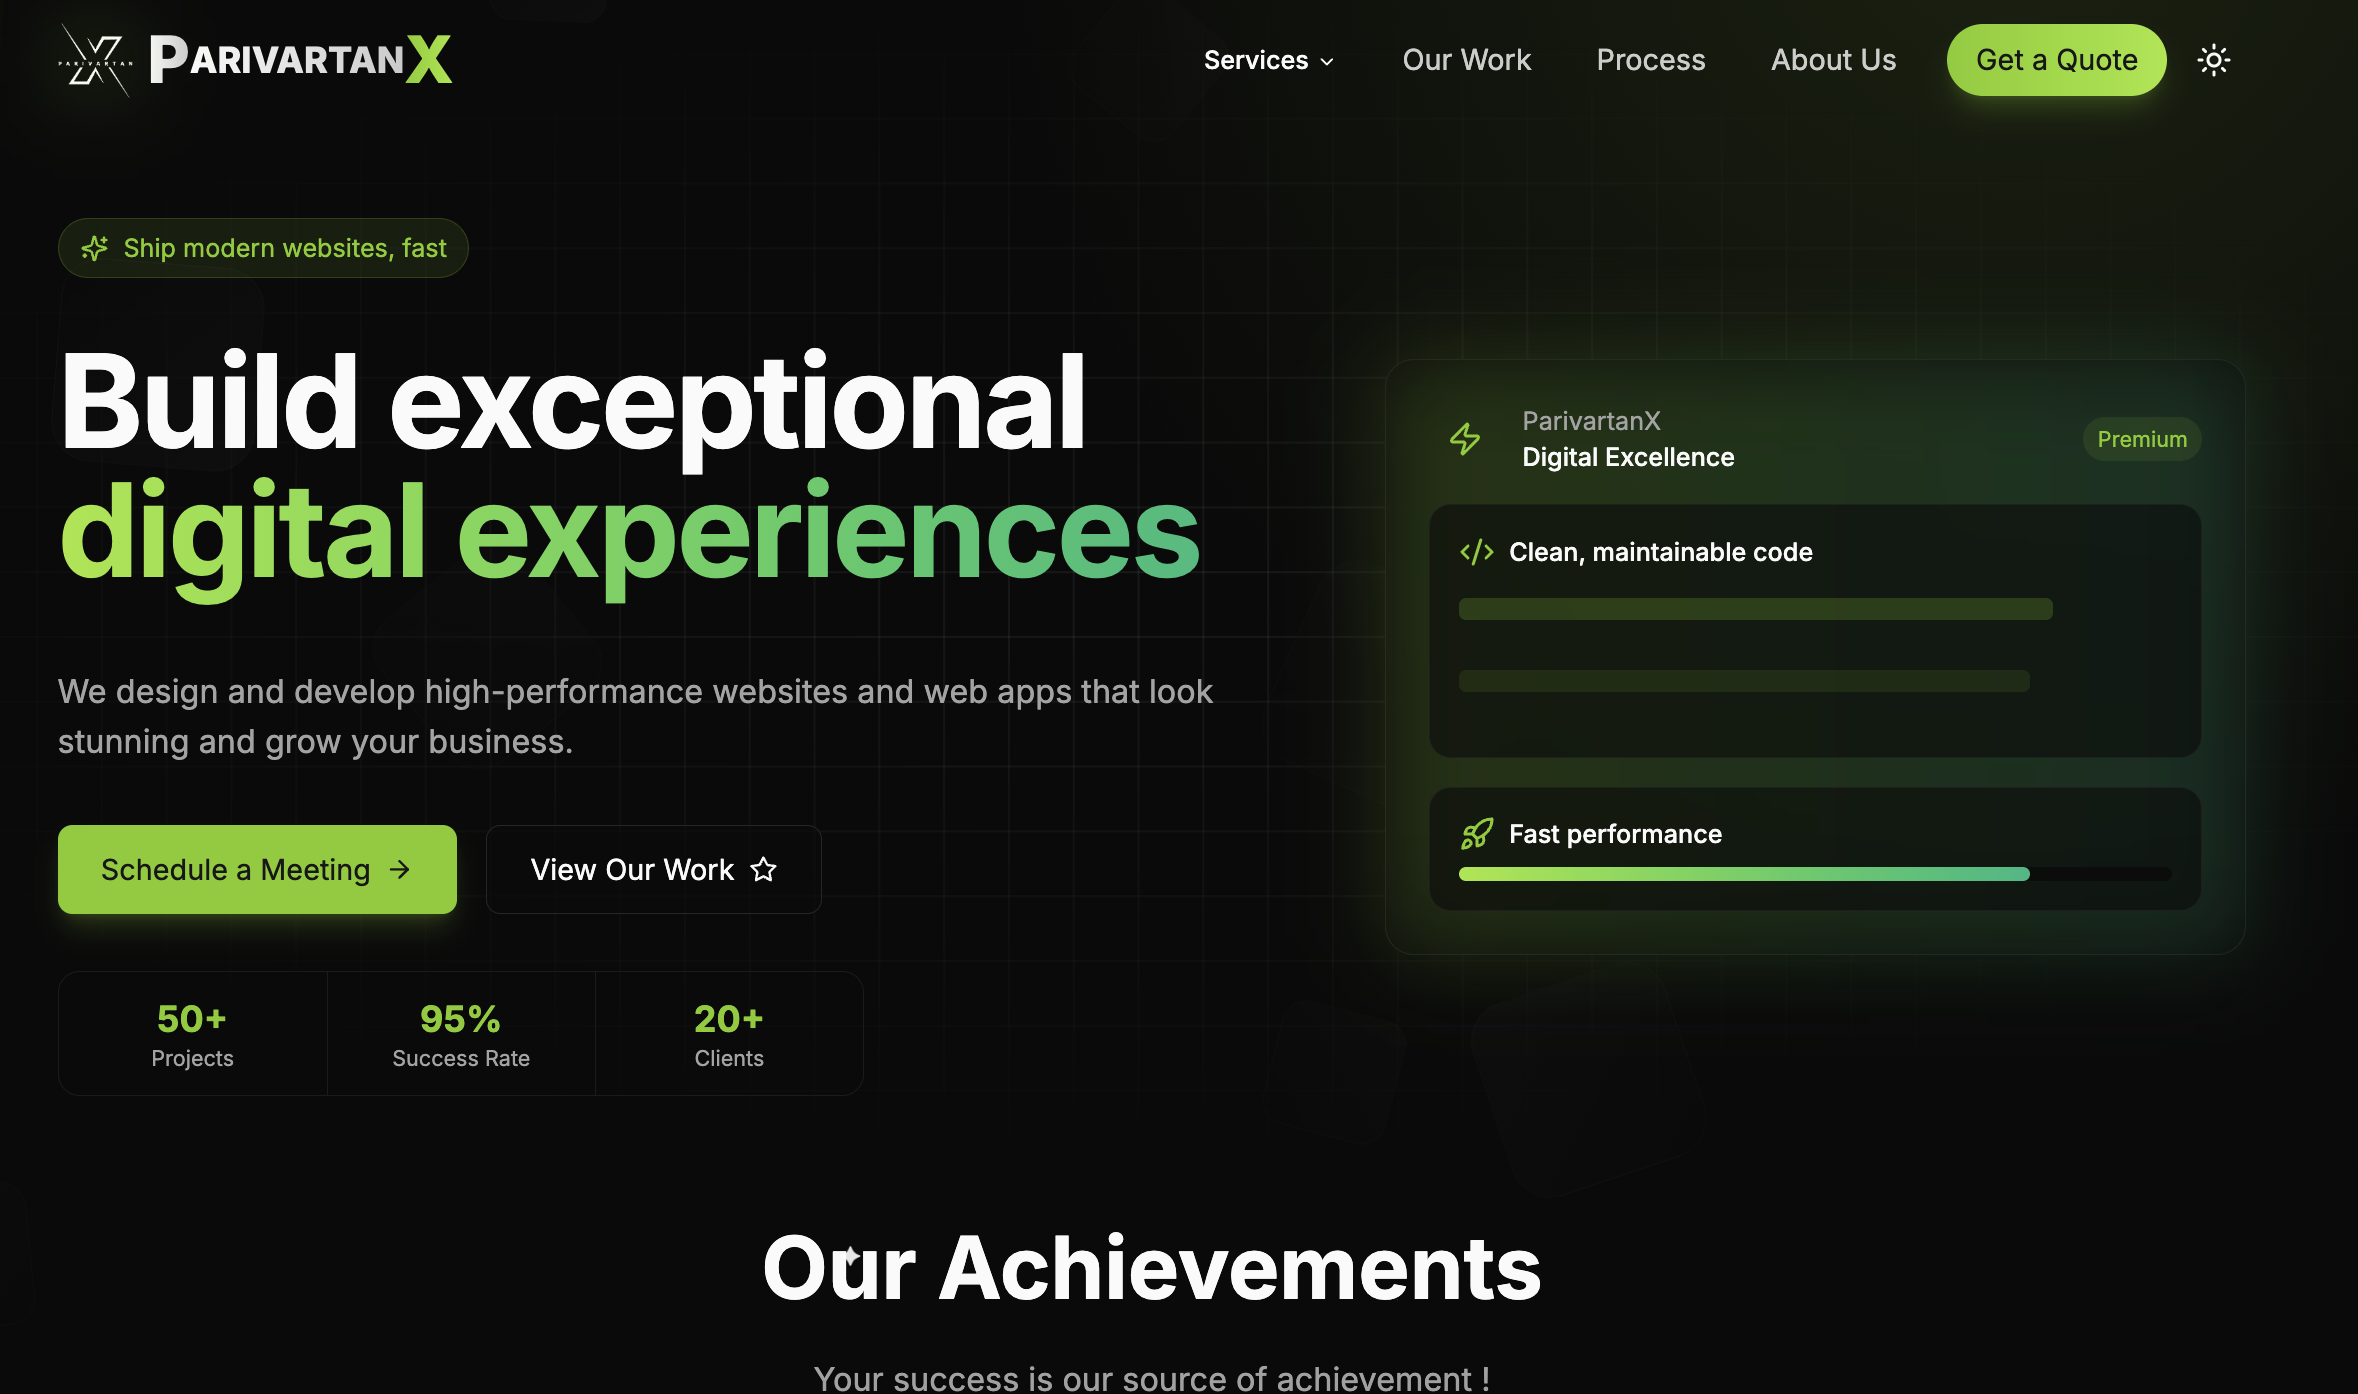 PARIVARTAN
PARIVARTANX
Services
Our Work
Process
About Us
Get a Quote
Ship modern websites, fast
Build exceptional
digital experiences
We design and develop high-performance websites and web apps that look
stunning and grow your business.
Schedule a Meeting
View Our Work
50+
Projects
95%
Success Rate
20+
Clients
ParivartanX
Digital Excellence
Premium
Clean, maintainable code
Fast performance
Our Achievements
Your success is our source of achievement !